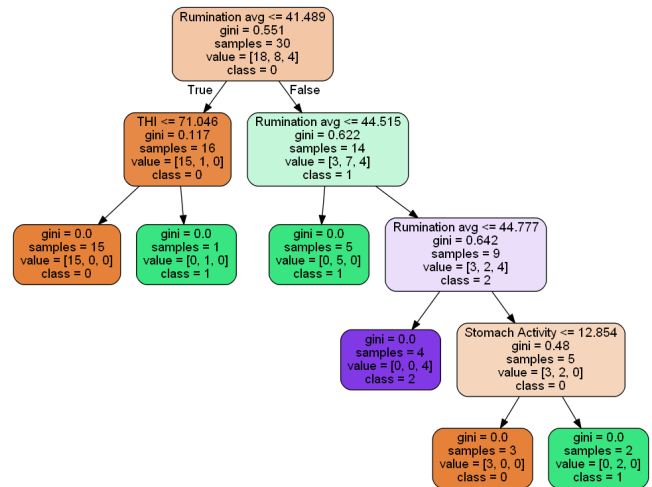 Rumination avg <= 41.489
gini = 0.551
samples = 30
value = [18, 8, 4]
class = 0
True
False
THI <= 71.046
gini = 0.117
samples = 16
value = [15, 1, 0]
class = 0
Rumination avg <= 44.515
gini = 0.622
samples = 14
value = [3, 7, 4]
class = 1
gini = 0.0
samples = 15
value = [15, 0, 0]
class = 0
gini = 0.0
samples = 1
value = [0, 1, 0]
class = 1
gini = 0.0
samples = 5
value = [0, 5, 0]
class = 1
Rumination avg <= 44.777
gini = 0.642
samples = 9
value = [3, 2, 4]
class = 2
gini = 0.0
samples = 4
value = [0, 0, 4]
class = 2
Stomach Activity <= 12.854
gini = 0.48
samples = 5
value = [3, 2, 0]
class = 0
gini = 0.0
samples = 3
value = [3, 0, 0]
class = 0
gini = 0.0
samples = 2
value = [0, 2, 0]
class = 1